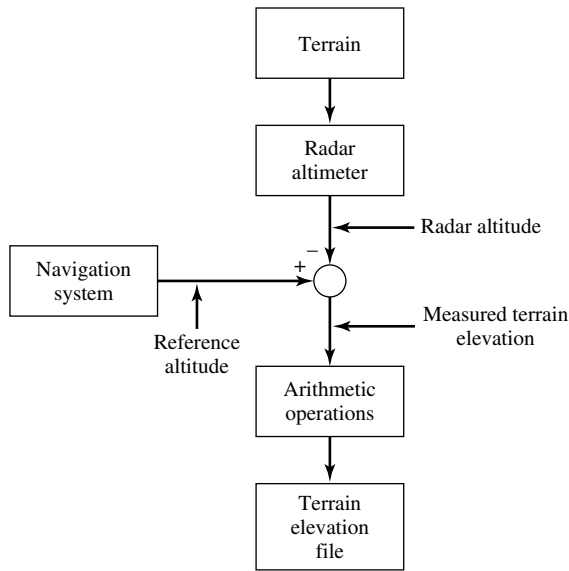 Terrain
Radar
altimeter
Radar altitude
−
+
Navigation
system
Reference
altitude
Measured terrain
elevation
Arithmetic
operations
Terrain
elevation
file